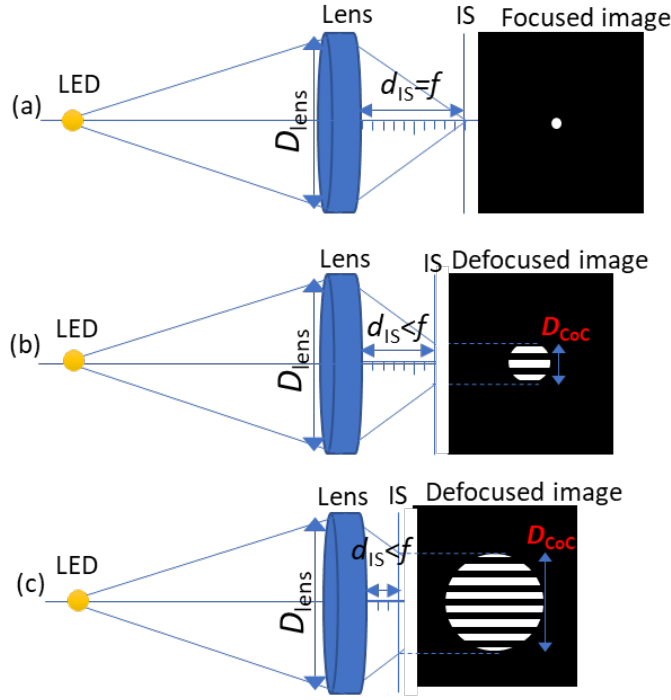 Lens
IS
Focused image
LED
d_IS=f
(a)
D_lens
Lens
IS
Defocused image
LED
d_IS<f
D_CoC
(b)
D_lens
Lens
IS
Defocused image
LED
d_IS<f
D_CoC
(c)
D_lens